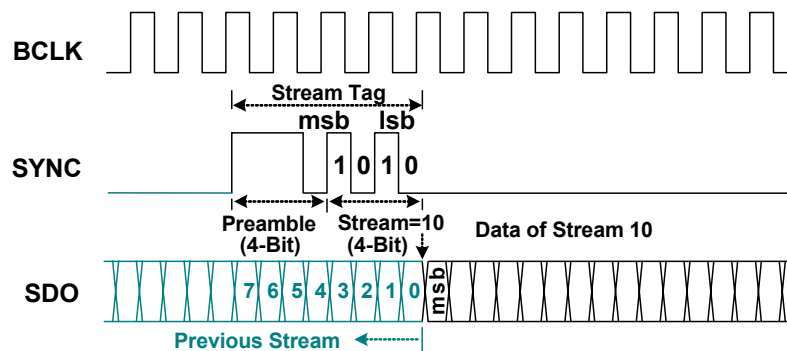 BCLK
Stream Tag
msb lsb
SYNC
1 0 1 0
Preamble
(4-Bit)
Stream=10
(4-Bit)
Data of Stream 10
SDO
7 6 5 4 3 2 1 0
msb
Previous Stream